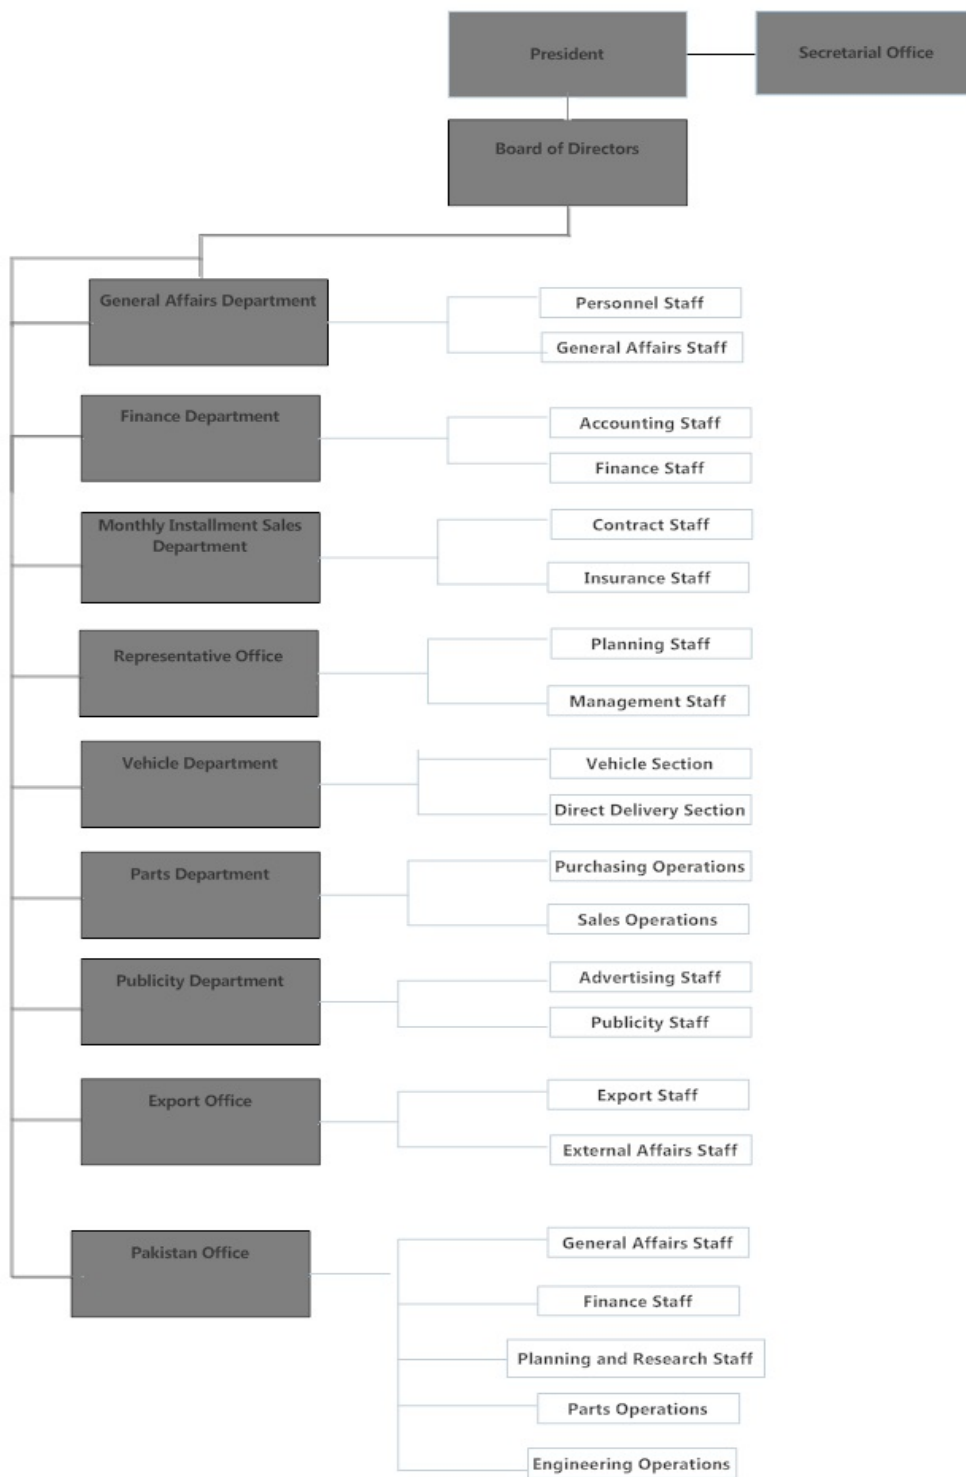 President
Secretarial Office
Board of Directors
General Affairs Department
Personnel Staff
General Affairs Staff
Finance Department
Accounting Staff
Finance Staff
Monthly Installment Sales
Department
Contract Staff
Insurance Staff
Representative Office
Planning Staff
Management Staff
Vehicle Department
Vehicle Section
Direct Delivery Section
Parts Department
Purchasing Operations
Sales Operations
Publicity Department
Advertising Staff
Publicity Staff
Export Office
Export Staff
External Affairs Staff
Pakistan Office
General Affairs Staff
Finance Staff
Planning and Research Staff
Parts Operations
Engineering Operations